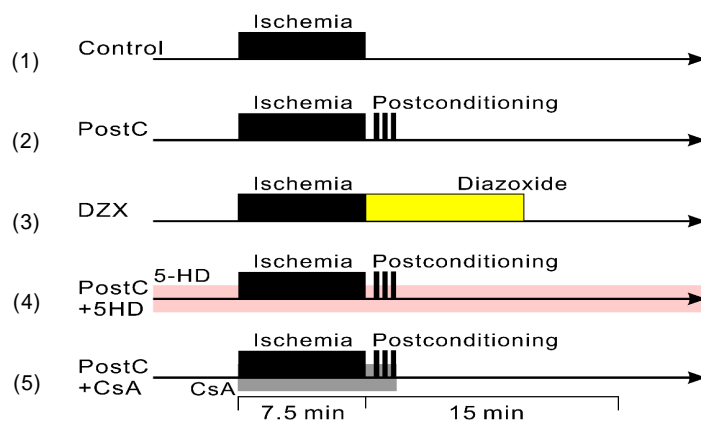 Ischemia
(1) Control
Ischemia Postconditioning
(2) PostC
Ischemia Diazoxide
(3) DZX
Ischemia Postconditioning
5-HD
(4) PostC
+5HD
Ischemia Postconditioning
(5) PostC
+CsA CsA
7.5 min 15 min